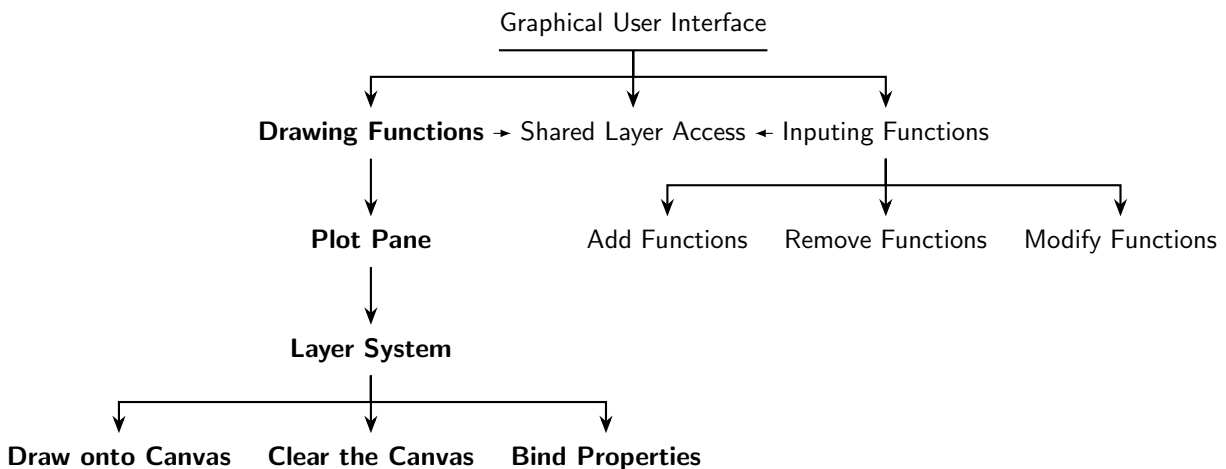 Graphical User Interface
Drawing Functions Shared Layer Access Inputing Functions
Plot Pane Add Functions Remove Functions Modify Functions
Layer System
Draw onto Canvas Clear the Canvas Bind Properties